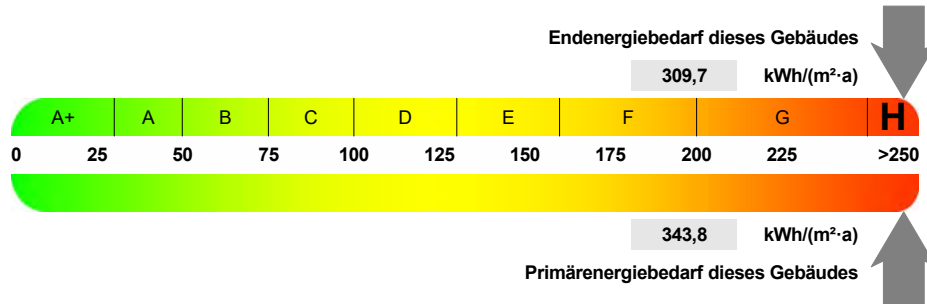 Endenergiebedarf dieses Gebäudes
309,7 kWh/(m²·a)
A+ A B C D E F G H
0 25 50 75 100 125 150 175 200 225 >250
343,8 kWh/(m²·a)
Primärenergiebedarf dieses Gebäudes